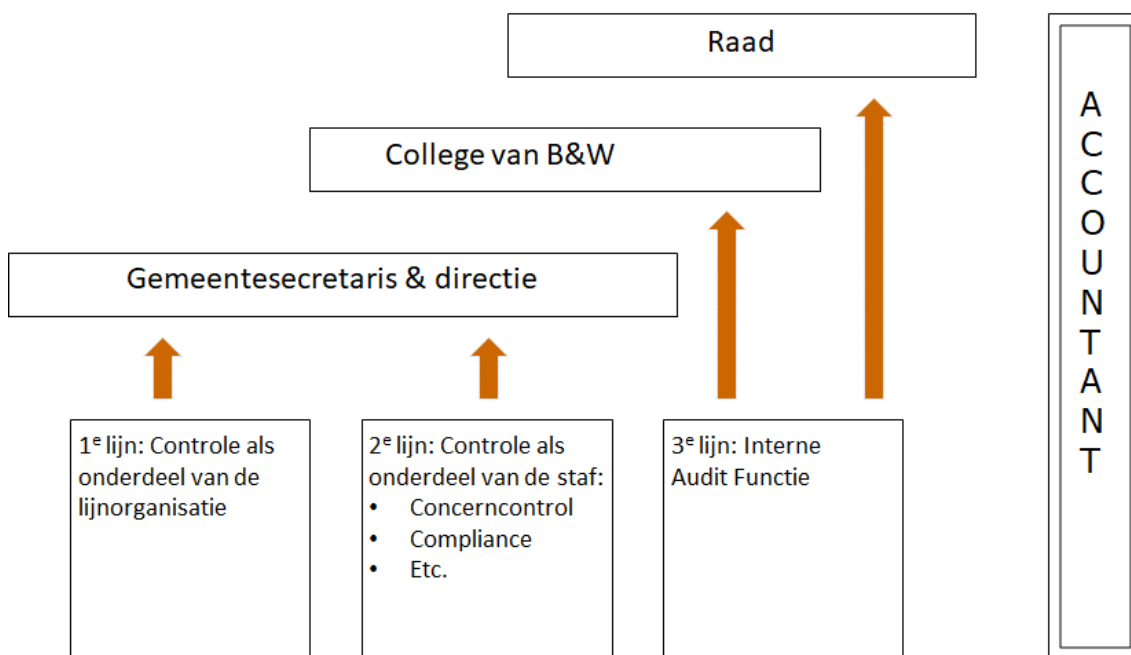 Raad
College van B&W
Gemeentesecretaris & directie
1e lijn: Controle als
onderdeel van de
lijnorganisatie
2e lijn: Controle als
onderdeel van de staf:
• Concerncontrol
• Compliance
• Etc.
3e lijn: Interne
Audit Functie
ACCOUNTANT